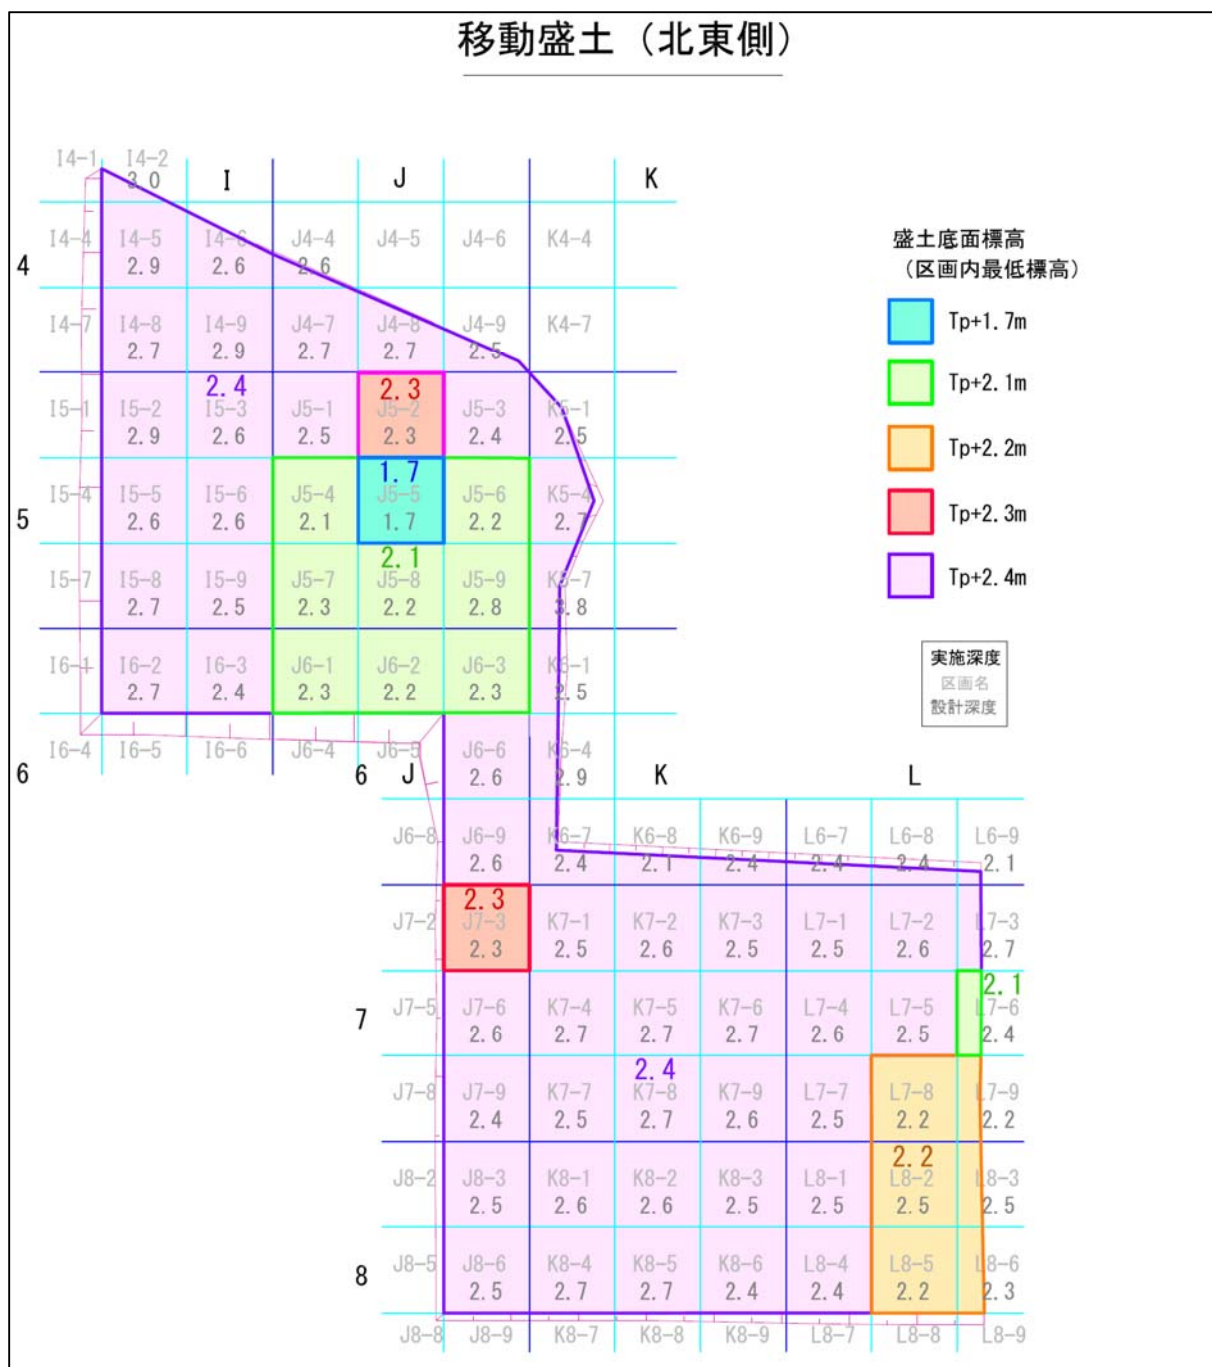 移動盛土（北東側）
I4-1 I4-2 I J K
3.0
4
I4-4 I4-5 I4-6 J4-4 J4-5 J4-6 K4-4
2.9 2.6 2.6
I4-7 I4-8 I4-9 J4-7 J4-8 J4-9 K4-7
2.7 2.9 2.7 2.7 2.5
2.4 2.3
I5-1 I5-2 I5-3 J5-1 J5-2 J5-3 K5-1
2.9 2.6 2.5 2.3 2.4 2.5
1.7
5
I5-4 I5-5 I5-6 J5-4 J5-5 J5-6 K5-4
2.6 2.6 2.1 1.7 2.2 2.7
2.1
I5-7 I5-8 I5-9 J5-7 J5-8 J5-9 K5-7
2.7 2.5 2.3 2.2 2.8 3.8
I6-1 I6-2 I6-3 J6-1 J6-2 J6-3 K6-1
2.7 2.4 2.3 2.2 2.3 2.5
I6-4 I6-5 I6-6 J6-4 J6-5 J6-6 K6-4
6 6 J 2.6 2.9 K L
J6-8 J6-9 K6-7 K6-8 K6-9 L6-7 L6-8 L6-9
2.6 2.4 2.1 2.4 2.4 2.4 2.1
2.3
J7-2 J7-3 K7-1 K7-2 K7-3 L7-1 L7-2 L7-3
2.3 2.5 2.6 2.5 2.5 2.6 2.7
2.1
7
J7-5 J7-6 K7-4 K7-5 K7-6 L7-4 L7-5 L7-6
2.6 2.7 2.7 2.7 2.6 2.5 2.4
2.4
J7-8 J7-9 K7-7 K7-8 K7-9 L7-7 L7-8 L7-9
2.4 2.5 2.7 2.6 2.5 2.2 2.2
2.2
J8-2 J8-3 K8-1 K8-2 K8-3 L8-1 L8-2 L8-3
2.5 2.6 2.6 2.5 2.5 2.5 2.5
8
J8-5 J8-6 K8-4 K8-5 K8-6 L8-4 L8-5 L8-6
2.5 2.7 2.7 2.4 2.4 2.2 2.3
J8-8 J8-9 K8-7 K8-8 K8-9 L8-7 L8-8 L8-9
盛土底面標高
（区画内最低標高）
Tp+1.7m
Tp+2.1m
Tp+2.2m
Tp+2.3m
Tp+2.4m
実施深度
区画名
設計深度